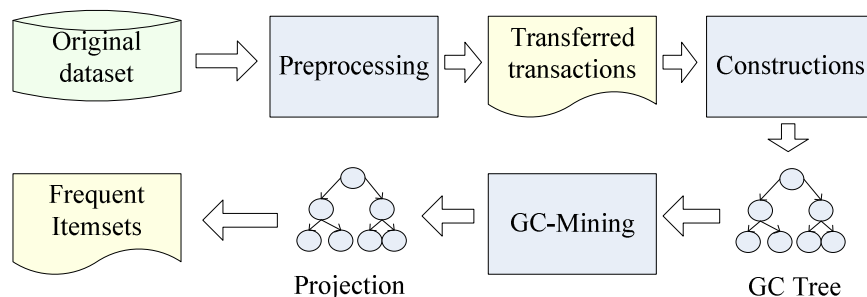 Original
dataset
Preprocessing
Transferred
transactions
Constructions
Frequent
Itemsets
Projection
GC-Mining
GC Tree